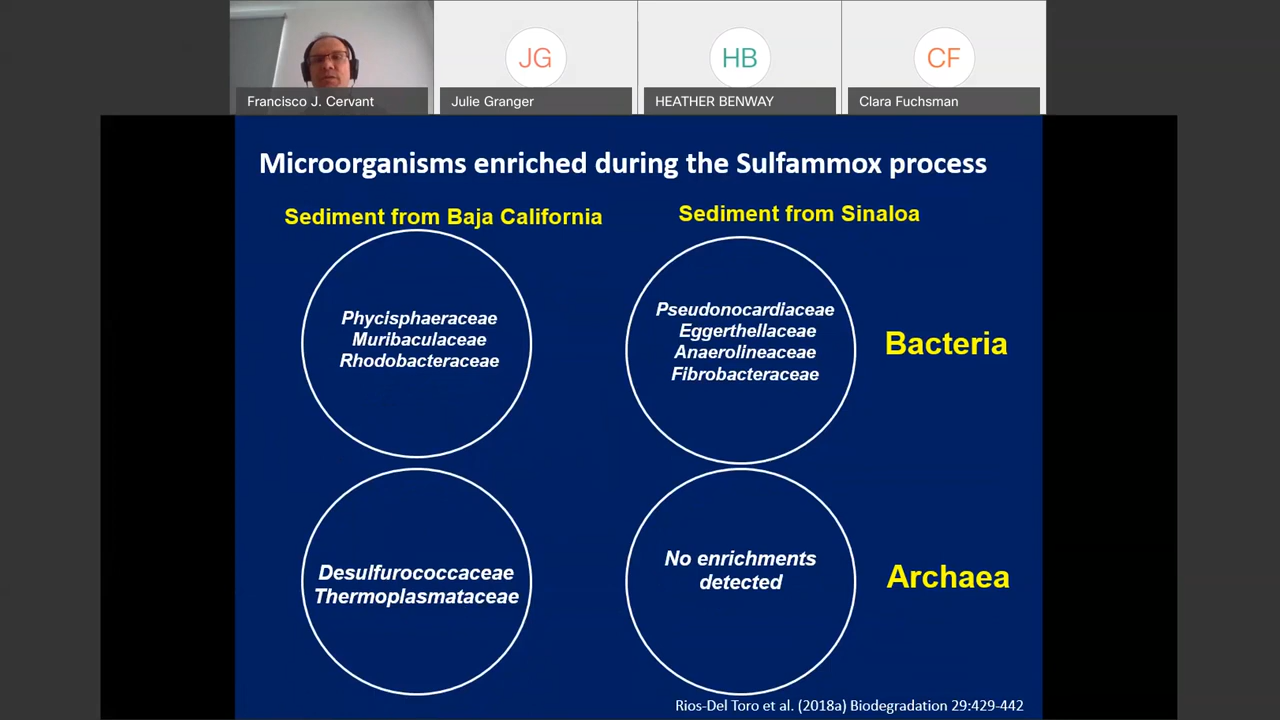 JG
HB
CF
Francisco J. Cervant
Julie Granger
HEATHER BENWAY
Clara Fuchsman
Microorganisms enriched during the Sulfammox process
Sediment from Baja California
Sediment from Sinaloa
Phycisphaeraceae
Muribaculaceae
Rhodobacteraceae
Pseudonocardiaceae
Eggerthellaceae
Anaerolineaceae
Fibrobacteraceae
Bacteria
Desulfurococcaceae
Thermoplasmataceae
No enrichments
detected
Archaea
Rios-Del Toro et al. (2018a) Biodegradation 29:429-442